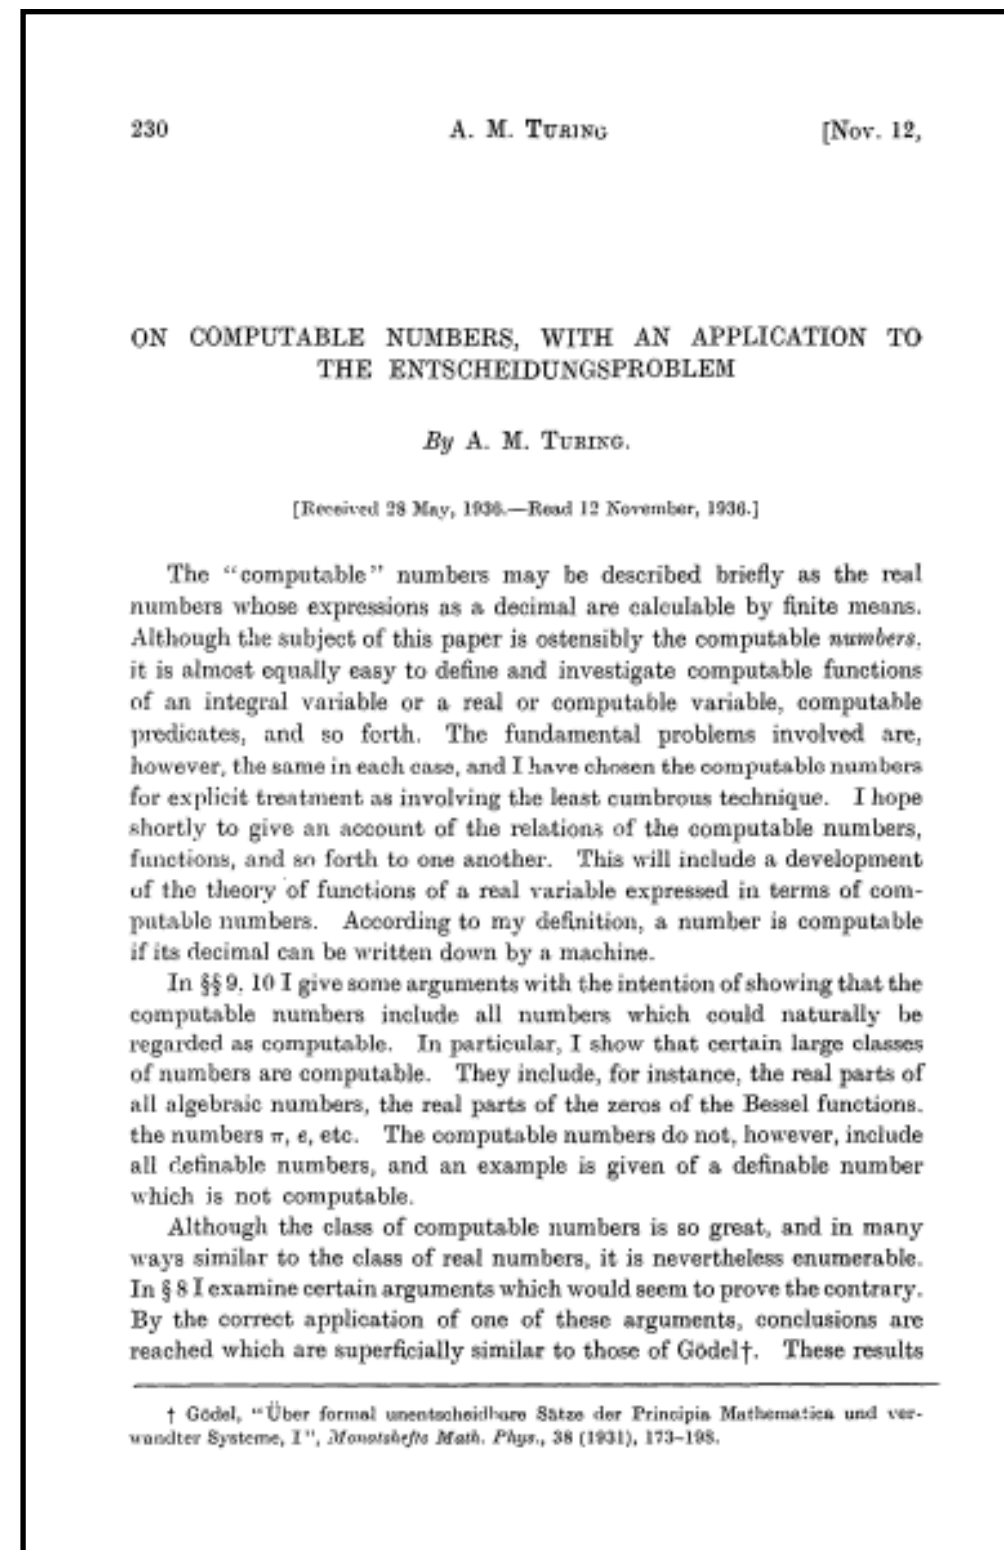 230 A. M. TURING [Nov. 12,
ON COMPUTABLE NUMBERS, WITH AN APPLICATION TO
THE ENTSCHEIDUNGSPROBLEM
By A. M. TURING.
[Received 28 May, 1936.—Read 12 November, 1936.]
The "computable" numbers may be described briefly as the real
numbers whose expressions as a decimal are calculable by finite means.
Although the subject of this paper is ostensibly the computable numbers,
it is almost equally easy to define and investigate computable functions
of an integral variable or a real or computable variable, computable
predicates, and so forth. The fundamental problems involved are,
however, the same in each case, and I have chosen the computable numbers
for explicit treatment as involving the least cumbrous technique. I hope
shortly to give an account of the relations of the computable numbers,
functions, and so forth to one another. This will include a development
of the theory of functions of a real variable expressed in terms of com-
putable numbers. According to my definition, a number is computable
if its decimal can be written down by a machine.
In §§ 9, 10 I give some arguments with the intention of showing that the
computable numbers include all numbers which could naturally be
regarded as computable. In particular, I show that certain large classes
of numbers are computable. They include, for instance, the real parts of
all algebraic numbers, the real parts of the zeros of the Bessel functions.
the numbers π, e, etc. The computable numbers do not, however, include
all definable numbers, and an example is given of a definable number
which is not computable.
Although the class of computable numbers is so great, and in many
ways similar to the class of real numbers, it is nevertheless enumerable.
In § 8 I examine certain arguments which would seem to prove the contrary.
By the correct application of one of these arguments, conclusions are
reached which are superficially similar to those of Gödel†. These results
† Gödel, "Über formal unentscheidbare Sätze der Principia Mathematica und ver-
wandter Systeme, I", Monatshefte Math. Phys., 38 (1931), 173–198.